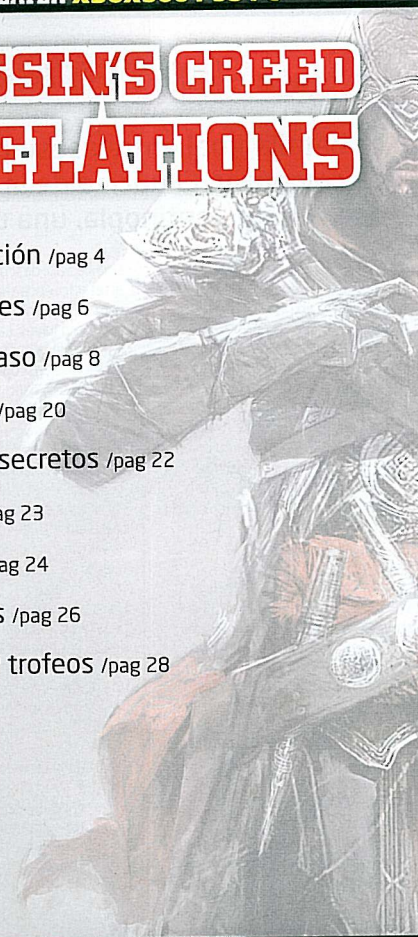 XBOX360
SSIN'S CREED
ELATIONS
ción /pag 4
es /pag 6
aso /pag 8
/pag 20
secretos /pag 22
ag 23
ag 24
s /pag 26
trofeos /pag 28